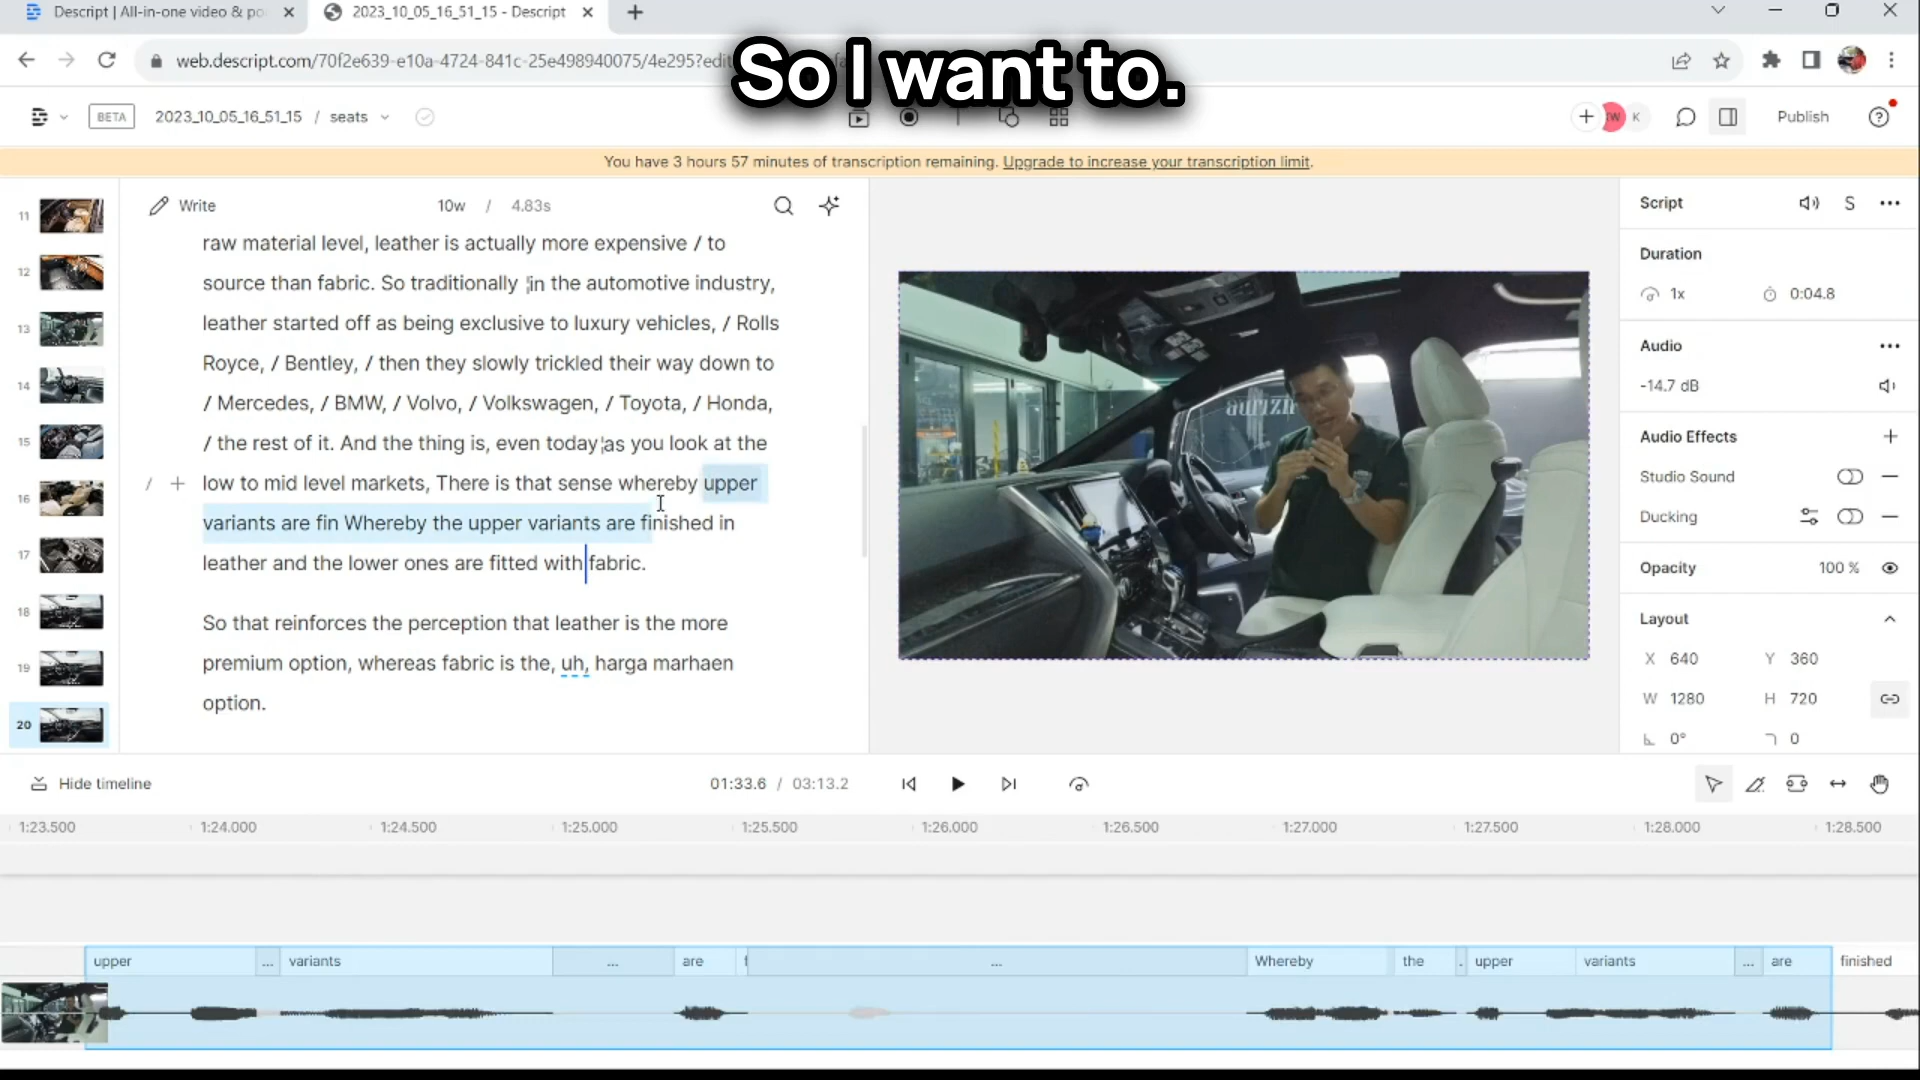 Descript | All-in-one video & po
2023_10_05_16_51_15 - Descript
web.descript.com/70f2e639-e10a-4724-841c-25e498940075/4e295?edi
So I want to.
BETA
2023_10_05_16_51_15 / seats
W
K
Publish
You have 3 hours 57 minutes of transcription remaining. Upgrade to increase your transcription limit.
11
12
13
14
15
16
17
18
19
20
Write
10w / 4.83s
raw material level, leather is actually more expensive / to
source than fabric. So traditionally in the automotive industry,
leather started off as being exclusive to luxury vehicles, / Rolls
Royce, / Bentley, / then they slowly trickled their way down to
/ Mercedes, / BMW, / Volvo, / Volkswagen, / Toyota, / Honda,
/ the rest of it. And the thing is, even today as you look at the
/ + low to mid level markets, There is that sense whereby upper
variants are fin Whereby the upper variants are finished in
leather and the lower ones are fitted with fabric.
So that reinforces the perception that leather is the more
premium option, whereas fabric is the, uh, harga marhaen
option.
Script
S
Duration
1x
0:04.8
Audio
-14.7 dB
Audio Effects
Studio Sound
Ducking
Opacity
100 %
Layout
X 640 Y 360
W 1280 H 720
0° 0
Hide timeline
01:33.6 / 03:13.2
1:23.500 1:24.000 1:24.500 1:25.000 1:25.500 1:26.000 1:26.500 1:27.000 1:27.500 1:28.000 1:28.500
upper ... variants ... are f ... Whereby the . upper variants ... are finished